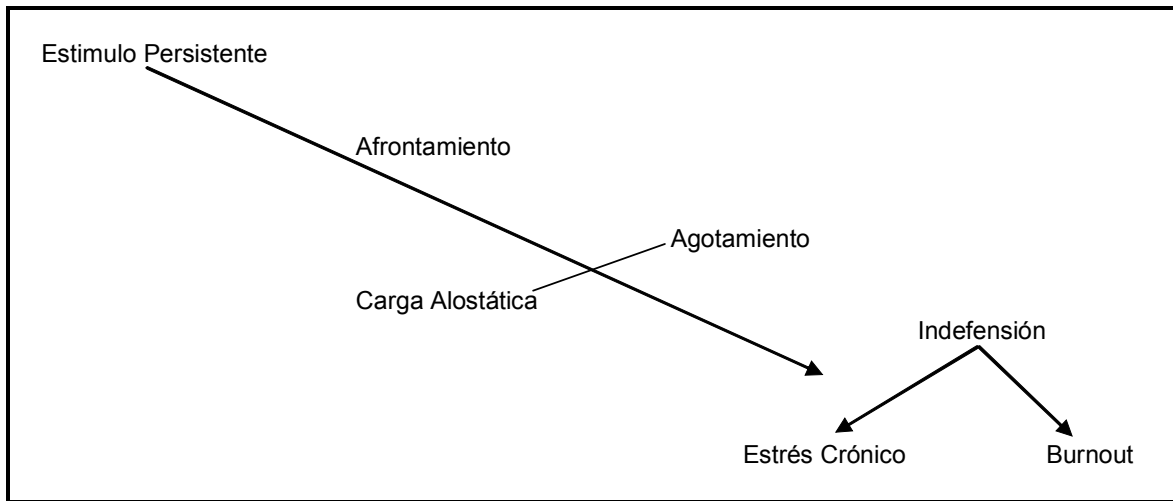 Estimulo Persistente
Afrontamiento
Agotamiento
Carga Alostática
Indefensión
Estrés Crónico
Burnout